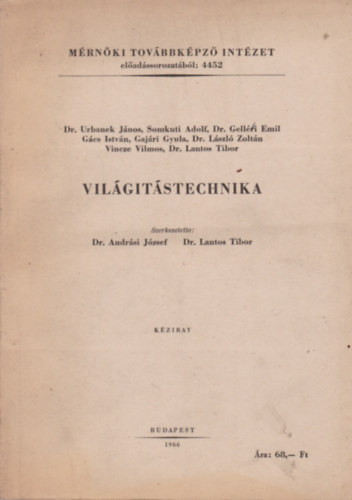 MÉRNÖKI TOVÁBBKÉPZŐ INTÉZET
előadássorozatából: 4452
Dr. Urbanek János, Somkuti Adolf, Dr. Gelléri Emil
Gács István, Gajári Gyula, Dr. László Zoltán
Vincze Vilmos, Dr. Lantos Tibor
VILÁGITÁSTECHNIKA
Szerkesztette:
Dr. Andrási József Dr. Lantos Tibor
KÉZIRAT
BUDAPEST
1966
Ára: 68,— Ft